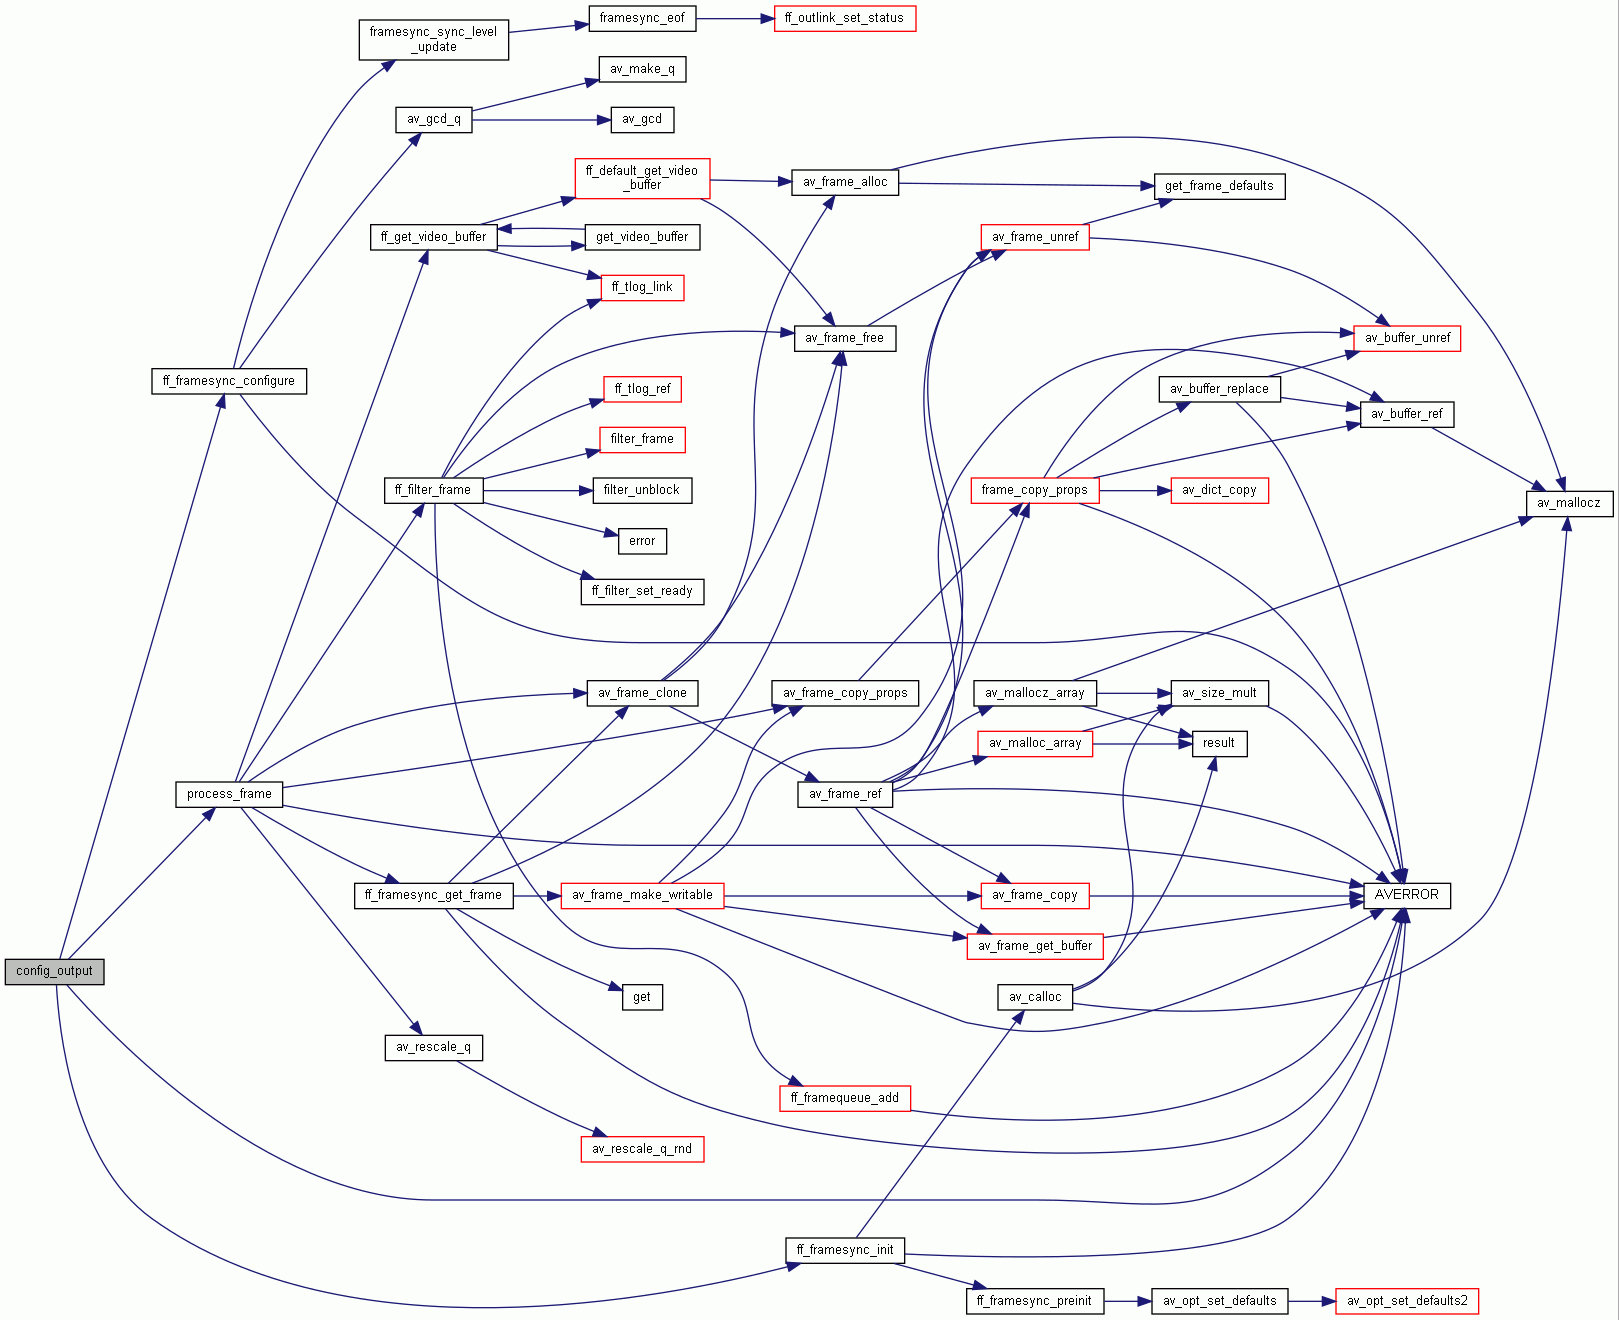 framesync_eof
ff_outlink_set_status
framesync_sync_level
_update
av_make_q
av_gcd_q
av_gcd
ff_default_get_video
_buffer
av_frame_alloc
get_frame_defaults
ff_get_video_buffer
get_video_buffer
av_frame_unref
ff_tlog_link
av_frame_free
av_buffer_unref
ff_framesync_configure
ff_tlog_ref
av_buffer_replace
av_buffer_ref
filter_frame
ff_filter_frame
filter_unblock
frame_copy_props
av_dict_copy
av_mallocz
error
ff_filter_set_ready
av_frame_clone
av_frame_copy_props
av_mallocz_array
av_size_mult
av_malloc_array
result
process_frame
av_frame_ref
ff_framesync_get_frame
av_frame_make_writable
av_frame_copy
AVERROR
av_frame_get_buffer
config_output
get
av_calloc
av_rescale_q
ff_framequeue_add
av_rescale_q_rnd
ff_framesync_init
ff_framesync_preinit
av_opt_set_defaults
av_opt_set_defaults2